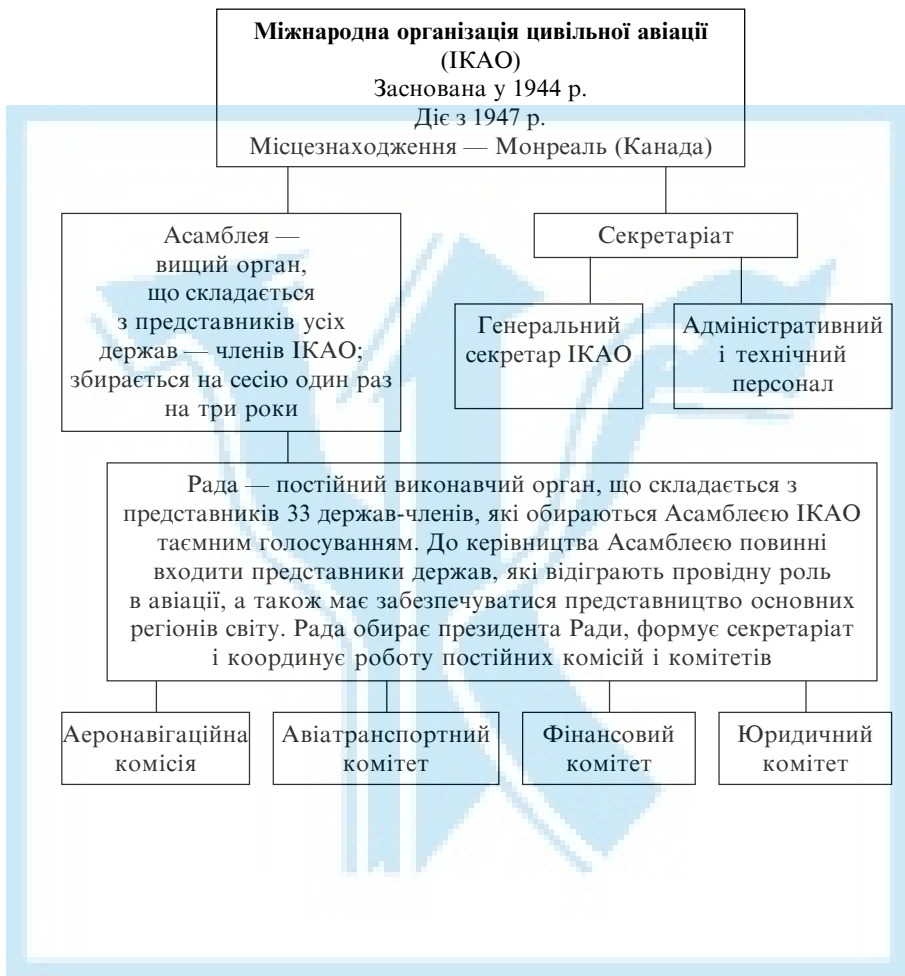 Міжнародна організація цивільної авіації
(ІКАО)
Заснована у 1944 р.
Діє з 1947 р.
Місцезнаходження — Монреаль (Канада)
Асамблея —
вищий орган,
що складається
з представників усіх
держав — членів ІКАО;
збирається на сесію один раз
на три роки
Секретаріат
Генеральний
секретар ІКАО
Адміністративний
і технічний
персонал
Рада — постійний виконавчий орган, що складається з
представників 33 держав-членів, які обираються Асамблеєю ІКАО
таємним голосуванням. До керівництва Асамблеєю повинні
входити представники держав, які відіграють провідну роль
в авіації, а також має забезпечуватися представництво основних
регіонів світу. Рада обирає президента Ради, формує секретаріат
і координує роботу постійних комісій і комітетів
Аеронавігаційна
комісія
Авіатранспортний
комітет
Фінансовий
комітет
Юридичний
комітет